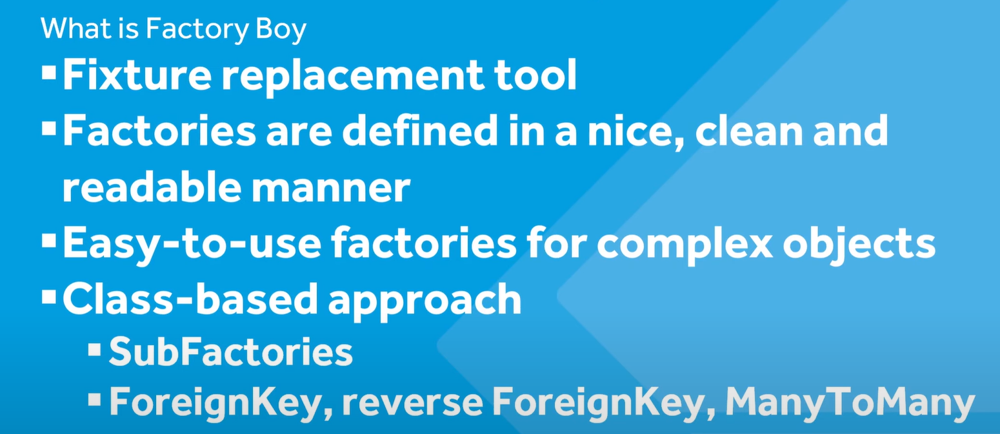 What is Factory Boy
▪Fixture replacement tool
▪Factories are defined in a nice, clean and
readable manner
▪Easy-to-use factories for complex objects
▪Class-based approach
▪SubFactories
▪ForeignKey, reverse ForeignKey, ManyToMany